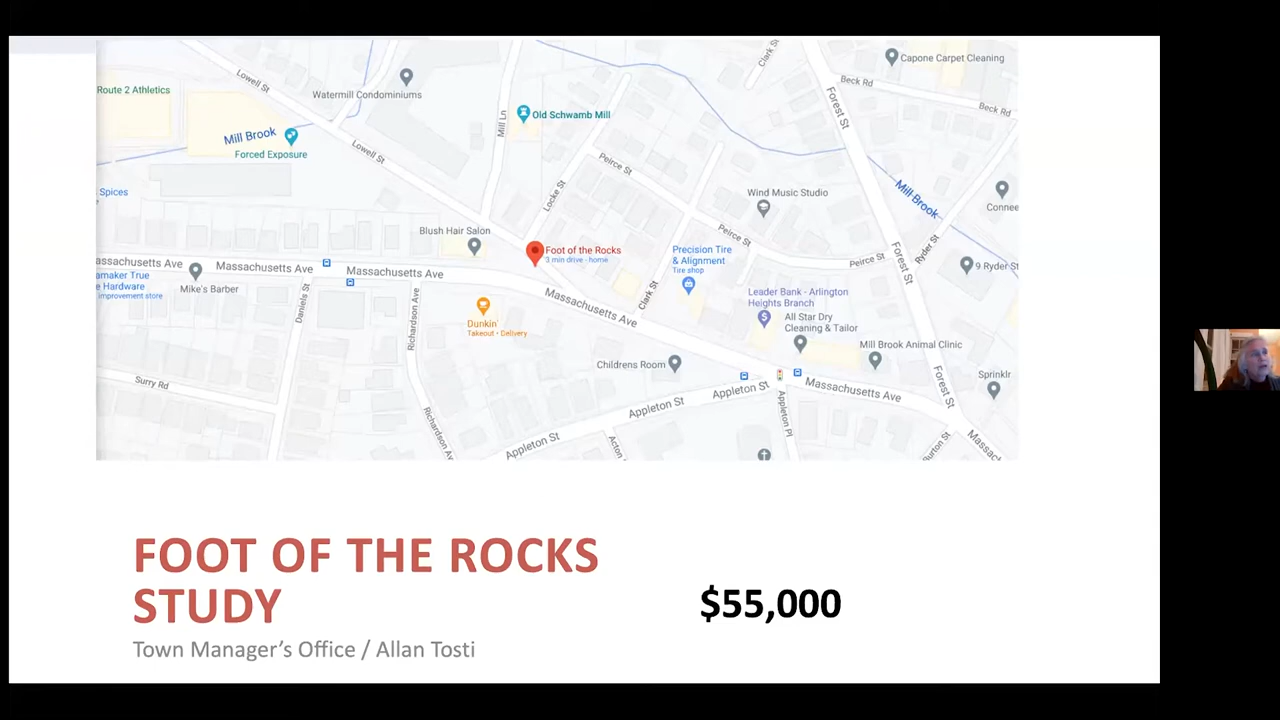 Clark St
Capone Carpet Cleaning
Lowell St
Route 2 Athletics
Watermill Condominiums
Beck Rd
Beck Rd
Forest St
Mill Ln
Old Schwamb Mill
Mill Brook
Forced Exposure
Lowell St
Peirce St
Spices
Locke St
Wind Music Studio
Mill Brook
Connee
Blush Hair Salon
Peirce St
Foot of the Rocks
3 min drive - home
Precision Tire
& Alignment
Tire shop
Ryder St
Forest St
Peirce St
9 Ryder St
assachusetts Ave
Massachusetts Ave
Massachusetts Ave
amaker True
e Hardware
improvement store
Mike's Barber
Daniels St
Richardson Ave
Clark St
Massachusetts Ave
Leader Bank - Arlington
Heights Branch
Dunkin'
Takeout • Delivery
All Star Dry
Cleaning & Tailor
Mill Brook Animal Clinic
Childrens Room
Sprinklr
Surry Rd
Appleton St
Massachusetts Ave
Forest St
Appleton St
Appleton Pl
Richardson Av
Appleton St
Acton
Burton St
Massac
FOOT OF THE ROCKS
STUDY
$55,000
Town Manager's Office / Allan Tosti